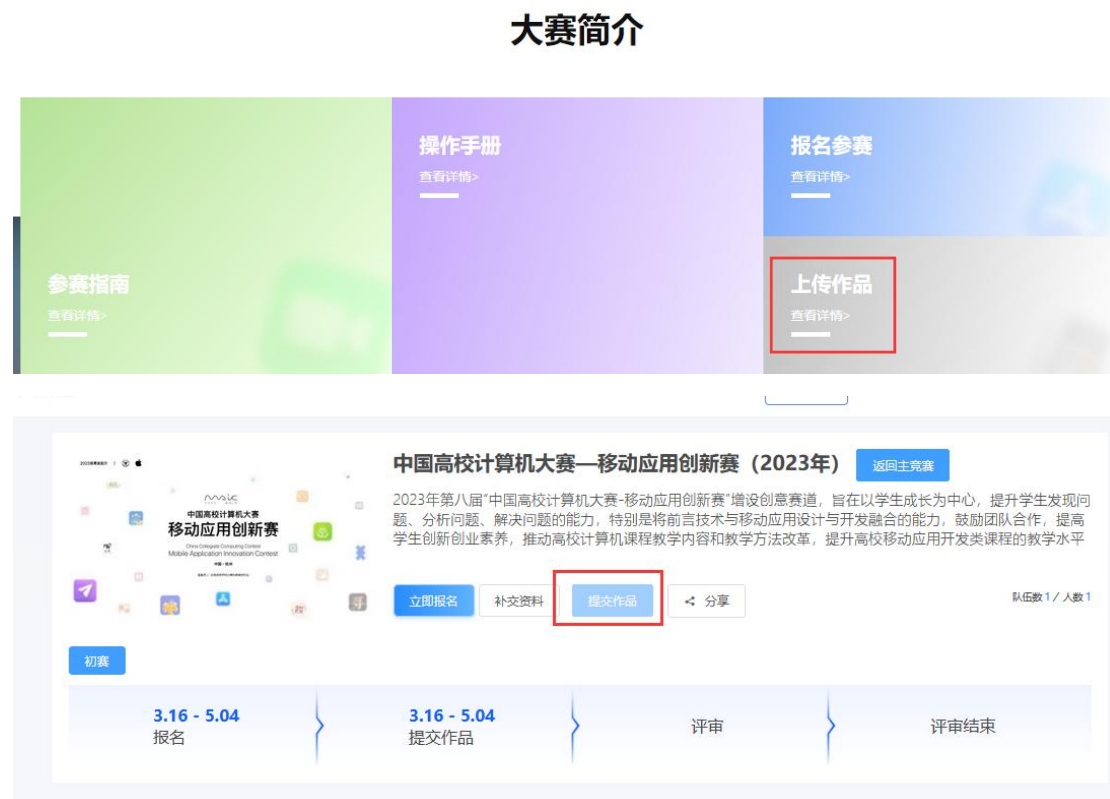 大赛简介
操作手册
查看详情>
报名参赛
查看详情>
参赛指南
查看详情>
上传作品
查看详情>
中国高校计算机大赛—移动应用创新赛（2023年）
返回主竞赛
2023年第八届“中国高校计算机大赛-移动应用创新赛”增设创意赛道，旨在以学生成长为中心，提升学生发现问
题、分析问题、解决问题的能力，特别是将前言技术与移动应用设计与开发融合的能力，鼓励团队合作，提高
学生创新创业素养，推动高校计算机课程教学内容和教学方法改革，提升高校移动应用开发类课程的教学水平
中国高校计算机大赛
移动应用创新赛
China Collegiate Computing Contest
Mobile Application Innovation Contest
立即报名
补交资料
提交作品
分享
队伍数 1 / 人数 1
初赛
3.16 - 5.04
报名
3.16 - 5.04
提交作品
评审
评审结束